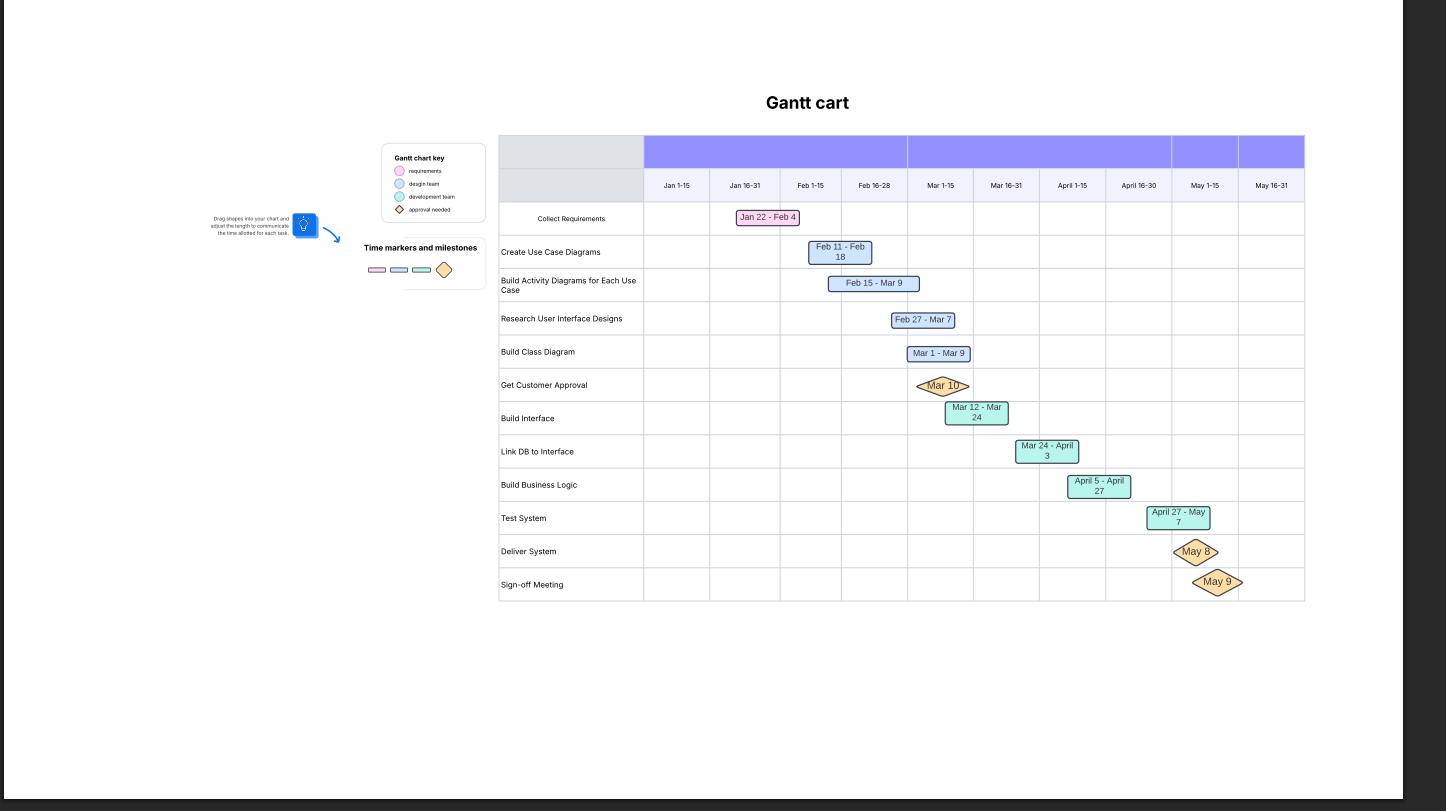 Gantt cart
Gantt chart key
requirements
desgin team
development team
approval needed
Drag shapes into your chart and
adjust the length to communicate
the time allotted for each task.
Time markers and milestones
Jan 1-15
Jan 16-31
Feb 1-15
Feb 16-28
Mar 1-15
Mar 16-31
April 1-15
April 16-30
May 1-15
May 16-31
Collect Requirements
Jan 22 - Feb 4
Create Use Case Diagrams
Feb 11 - Feb
18
Build Activity Diagrams for Each Use
Case
Feb 15 - Mar 9
Research User Interface Designs
Feb 27 - Mar 7
Build Class Diagram
Mar 1 - Mar 9
Get Customer Approval
Mar 10
Build Interface
Mar 12 - Mar
24
Link DB to Interface
Mar 24 - April
3
Build Business Logic
April 5 - April
27
Test System
April 27 - May
7
Deliver System
May 8
Sign-off Meeting
May 9